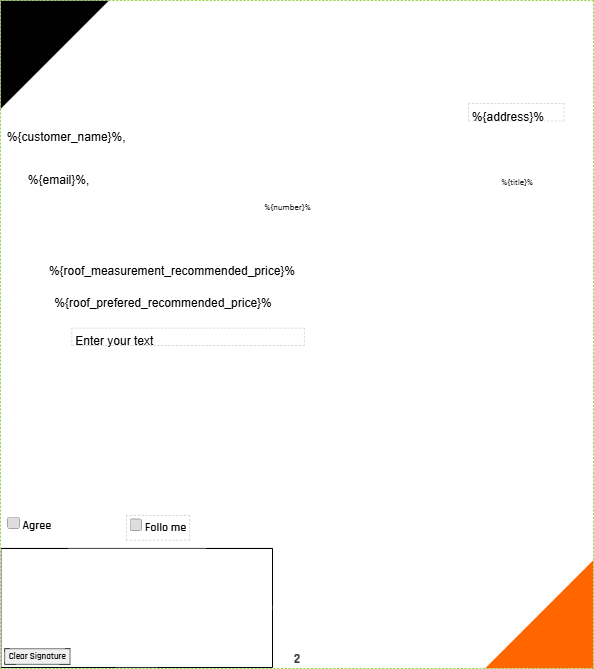 %{address}%
%{customer_name}%,
%{email}%,
%{title}%
%{number}%
%{roof_measurement_recommended_price}%
%{roof_prefered_recommended_price}%
Enter your text
Agree
Follo me
Clear Signature
2